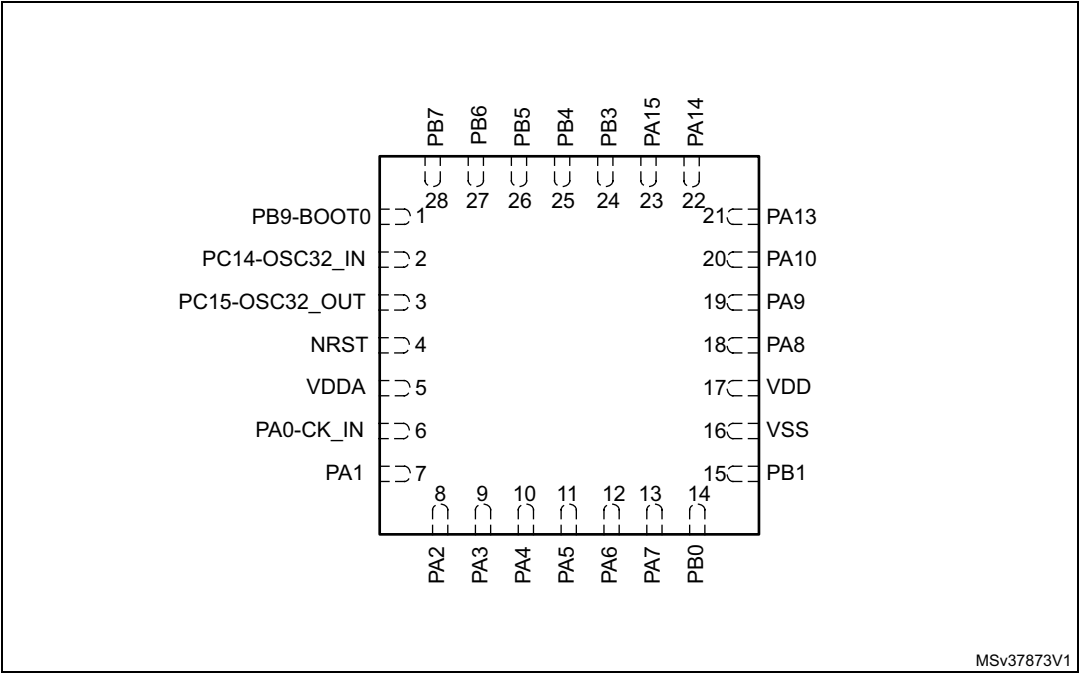 PB7 PB6 PB5 PB4 PB3 PA15 PA14
28 27 26 25 24 23 22
PB9-BOOT0 1 21 PA13
PC14-OSC32_IN 2 20 PA10
PC15-OSC32_OUT 3 19 PA9
NRST 4 18 PA8
VDDA 5 17 VDD
PA0-CK_IN 6 16 VSS
PA1 7 15 PB1
8 9 10 11 12 13 14
PA2 PA3 PA4 PA5 PA6 PA7 PB0
MSv37873V1